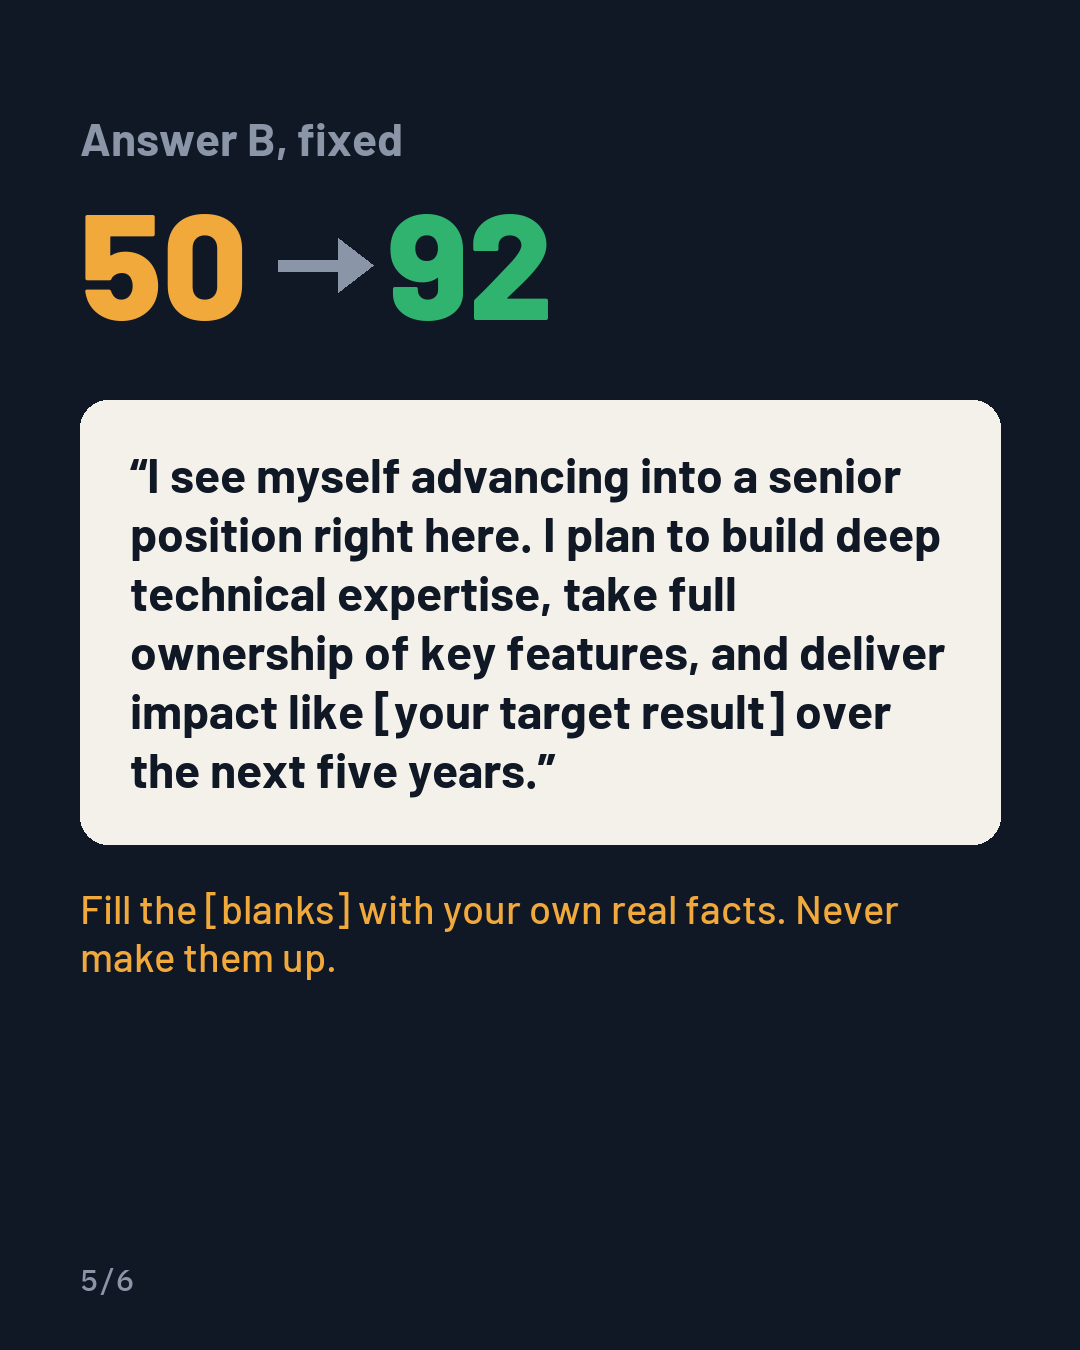 Answer B, fixed
50 → 92
“I see myself advancing into a senior
position right here. I plan to build deep
technical expertise, take full
ownership of key features, and deliver
impact like [your target result] over
the next five years.”
Fill the [blanks] with your own real facts. Never
make them up.
5/6